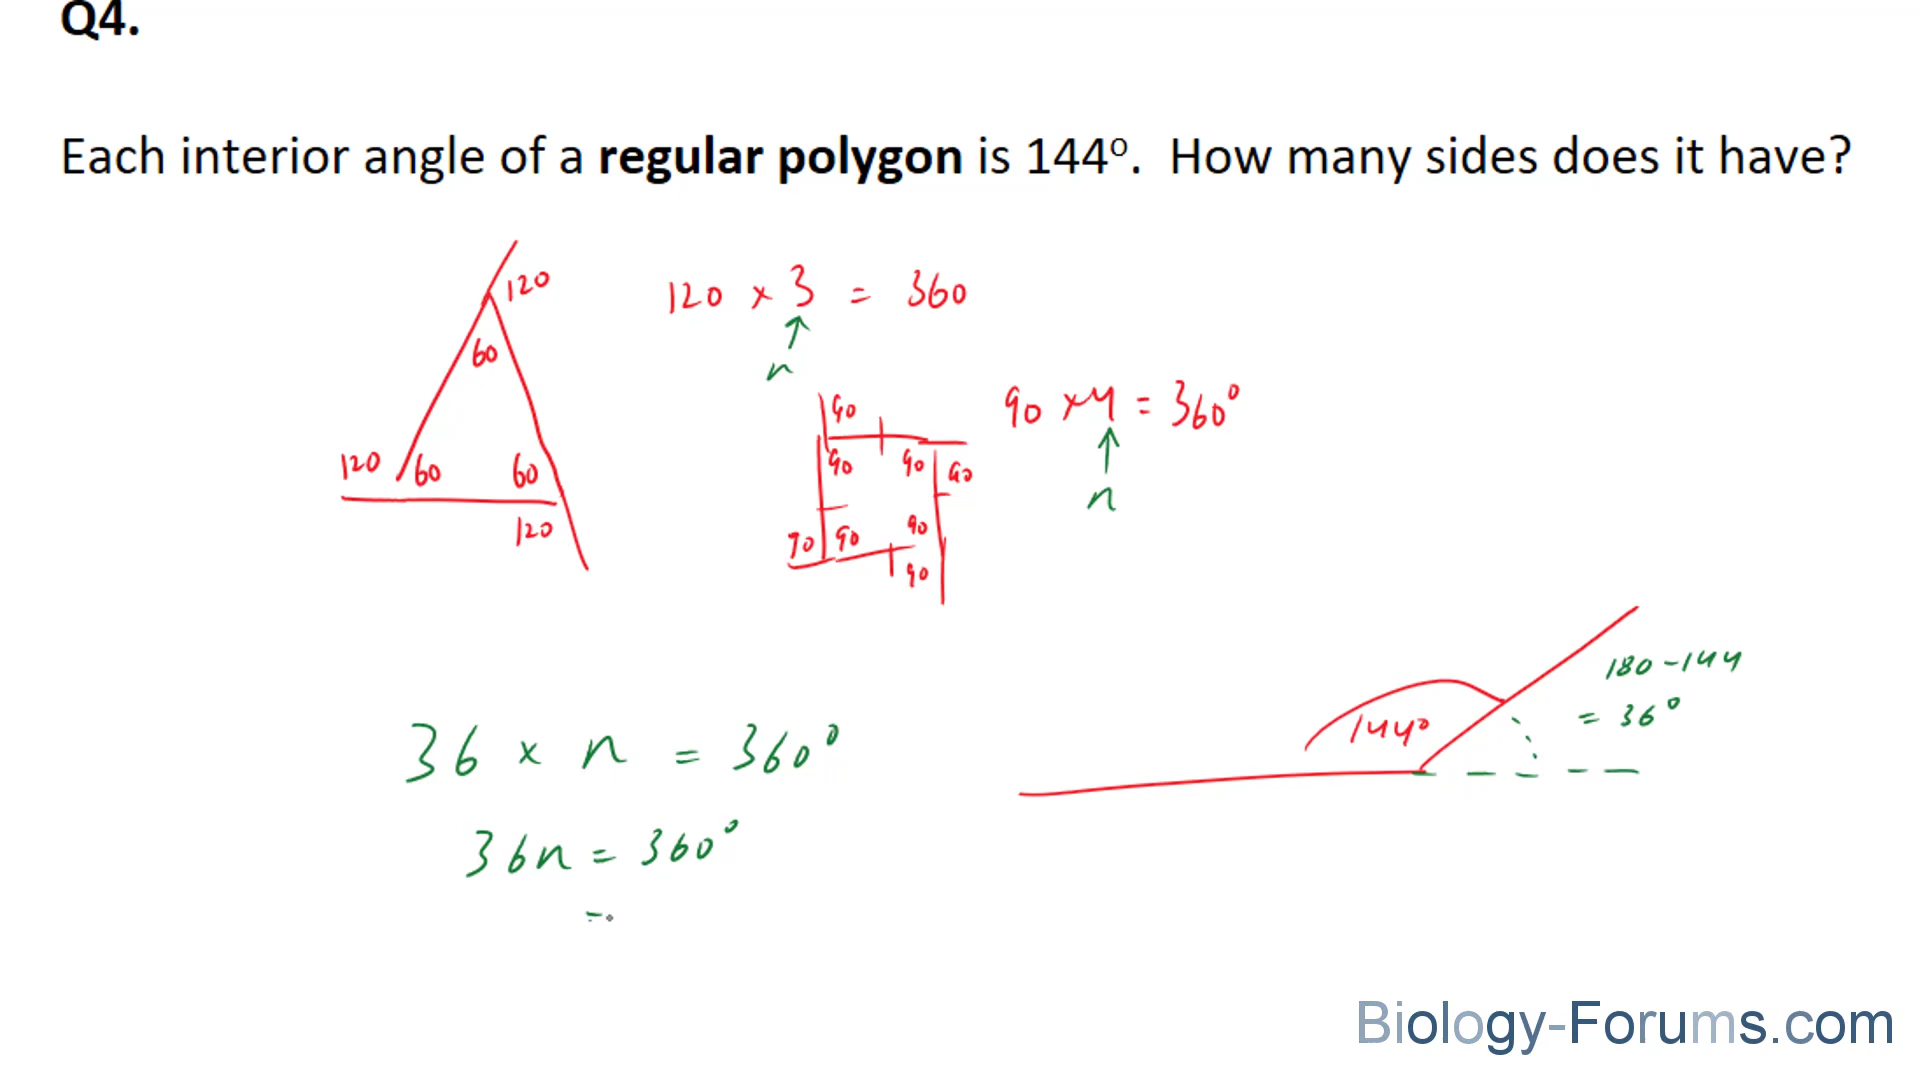 Q4.
Each interior angle of a regular polygon is 144º. How many sides does it have?
120
120 × 3 = 360
60
n
90
90 × 4 = 360°
120
60
60
90
90
90
n
120
90
90
90
90
180 - 144
= 36°
144°
36 × n = 360°
36n = 360°
=
Biology-Forums.com